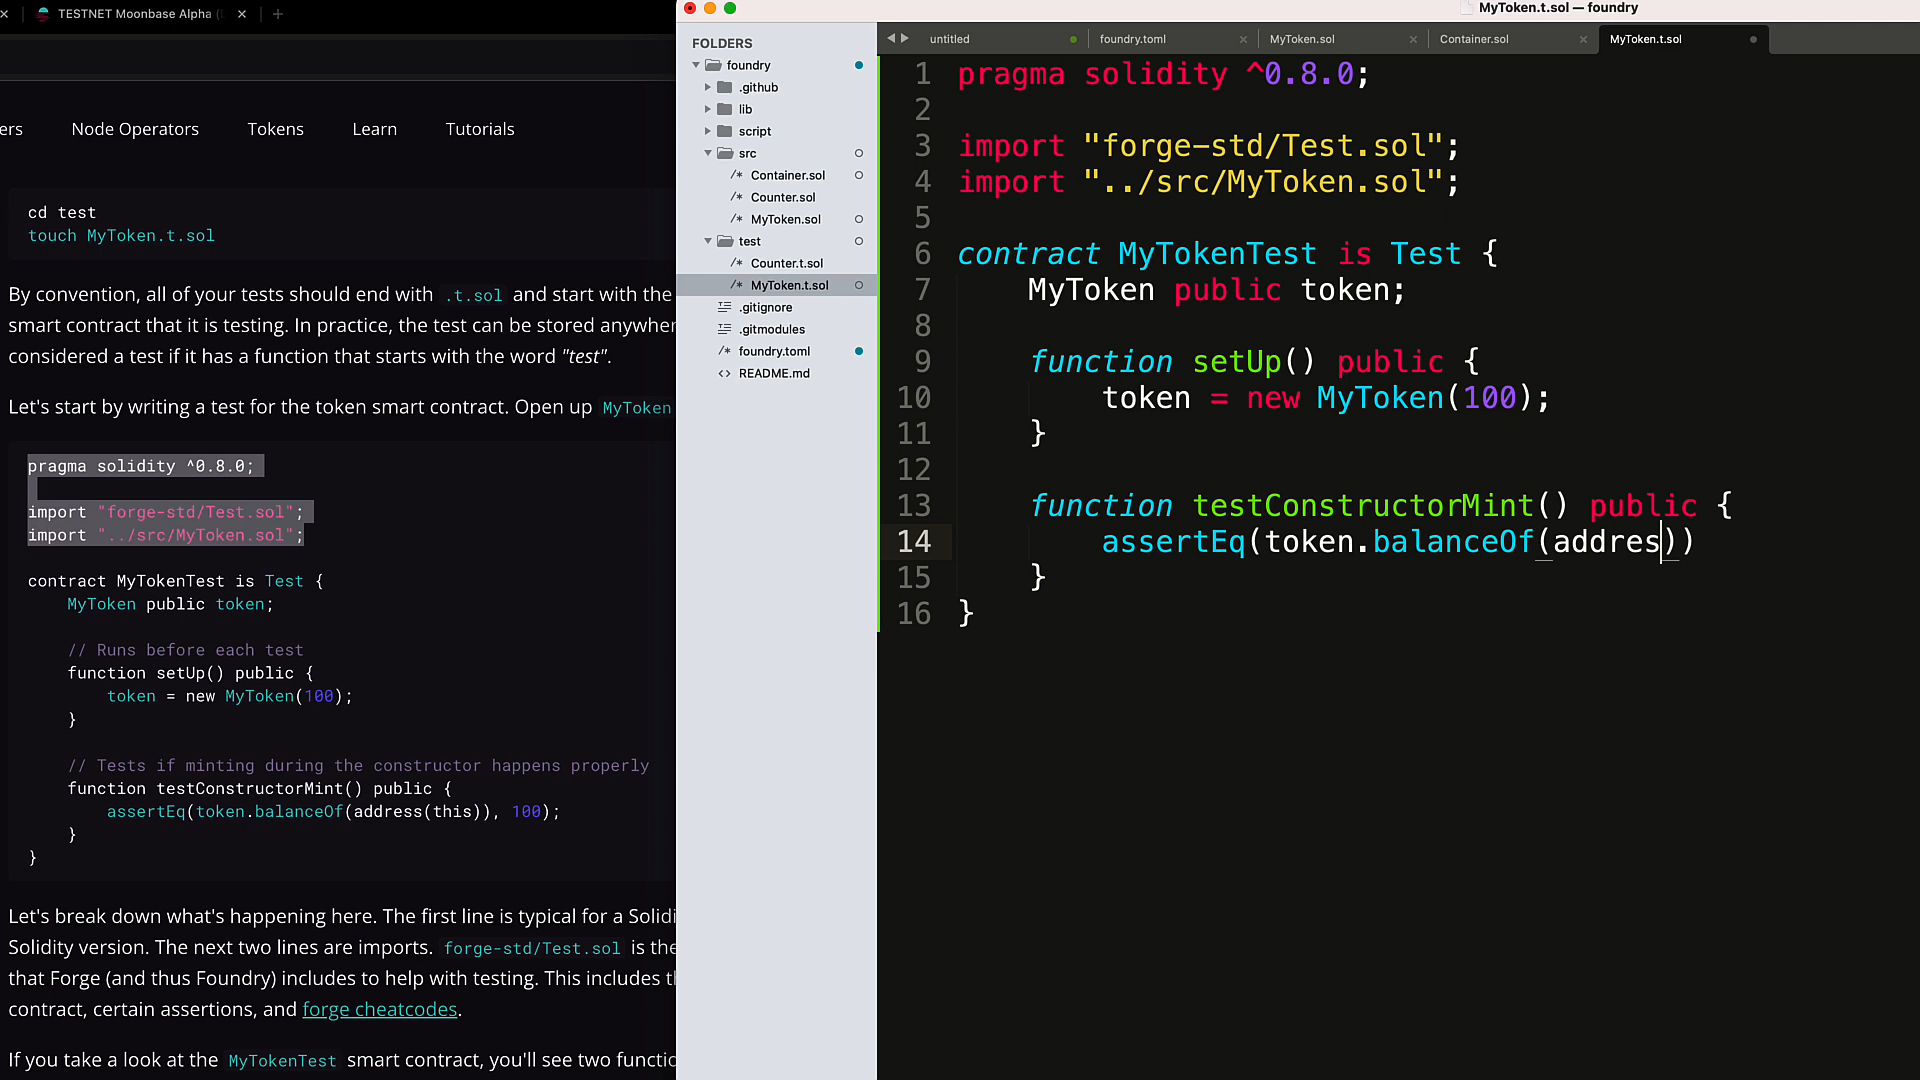 TESTNET Moonbase Alpha (
ers Node Operators Tokens Learn Tutorials
cd test
touch MyToken.t.sol
By convention, all of your tests should end with .t.sol and start with the
smart contract that it is testing. In practice, the test can be stored anywher
considered a test if it has a function that starts with the word "test".
Let's start by writing a test for the token smart contract. Open up MyToken
pragma solidity ^0.8.0;
import "forge-std/Test.sol";
import "../src/MyToken.sol";
contract MyTokenTest is Test {
MyToken public token;
// Runs before each test
function setUp() public {
token = new MyToken(100);
}
// Tests if minting during the constructor happens properly
function testConstructorMint() public {
assertEq(token.balanceOf(address(this)), 100);
}
}
Let's break down what's happening here. The first line is typical for a Solidi
Solidity version. The next two lines are imports. forge-std/Test.sol is the
that Forge (and thus Foundry) includes to help with testing. This includes t
contract, certain assertions, and forge cheatcodes.
If you take a look at the MyTokenTest smart contract, you'll see two functio
MyToken.t.sol — foundry
FOLDERS
foundry
.github
lib
script
src
/* Container.sol
/* Counter.sol
/* MyToken.sol
test
/* Counter.t.sol
/* MyToken.t.sol
.gitignore
.gitmodules
/* foundry.toml
<> README.md
untitled foundry.toml MyToken.sol Container.sol MyToken.t.sol
1 pragma solidity ^0.8.0;
2
3 import "forge-std/Test.sol";
4 import "../src/MyToken.sol";
5
6 contract MyTokenTest is Test {
7 MyToken public token;
8
9 function setUp() public {
10 token = new MyToken(100);
11 }
12
13 function testConstructorMint() public {
14 assertEq(token.balanceOf(addres))
15 }
16 }